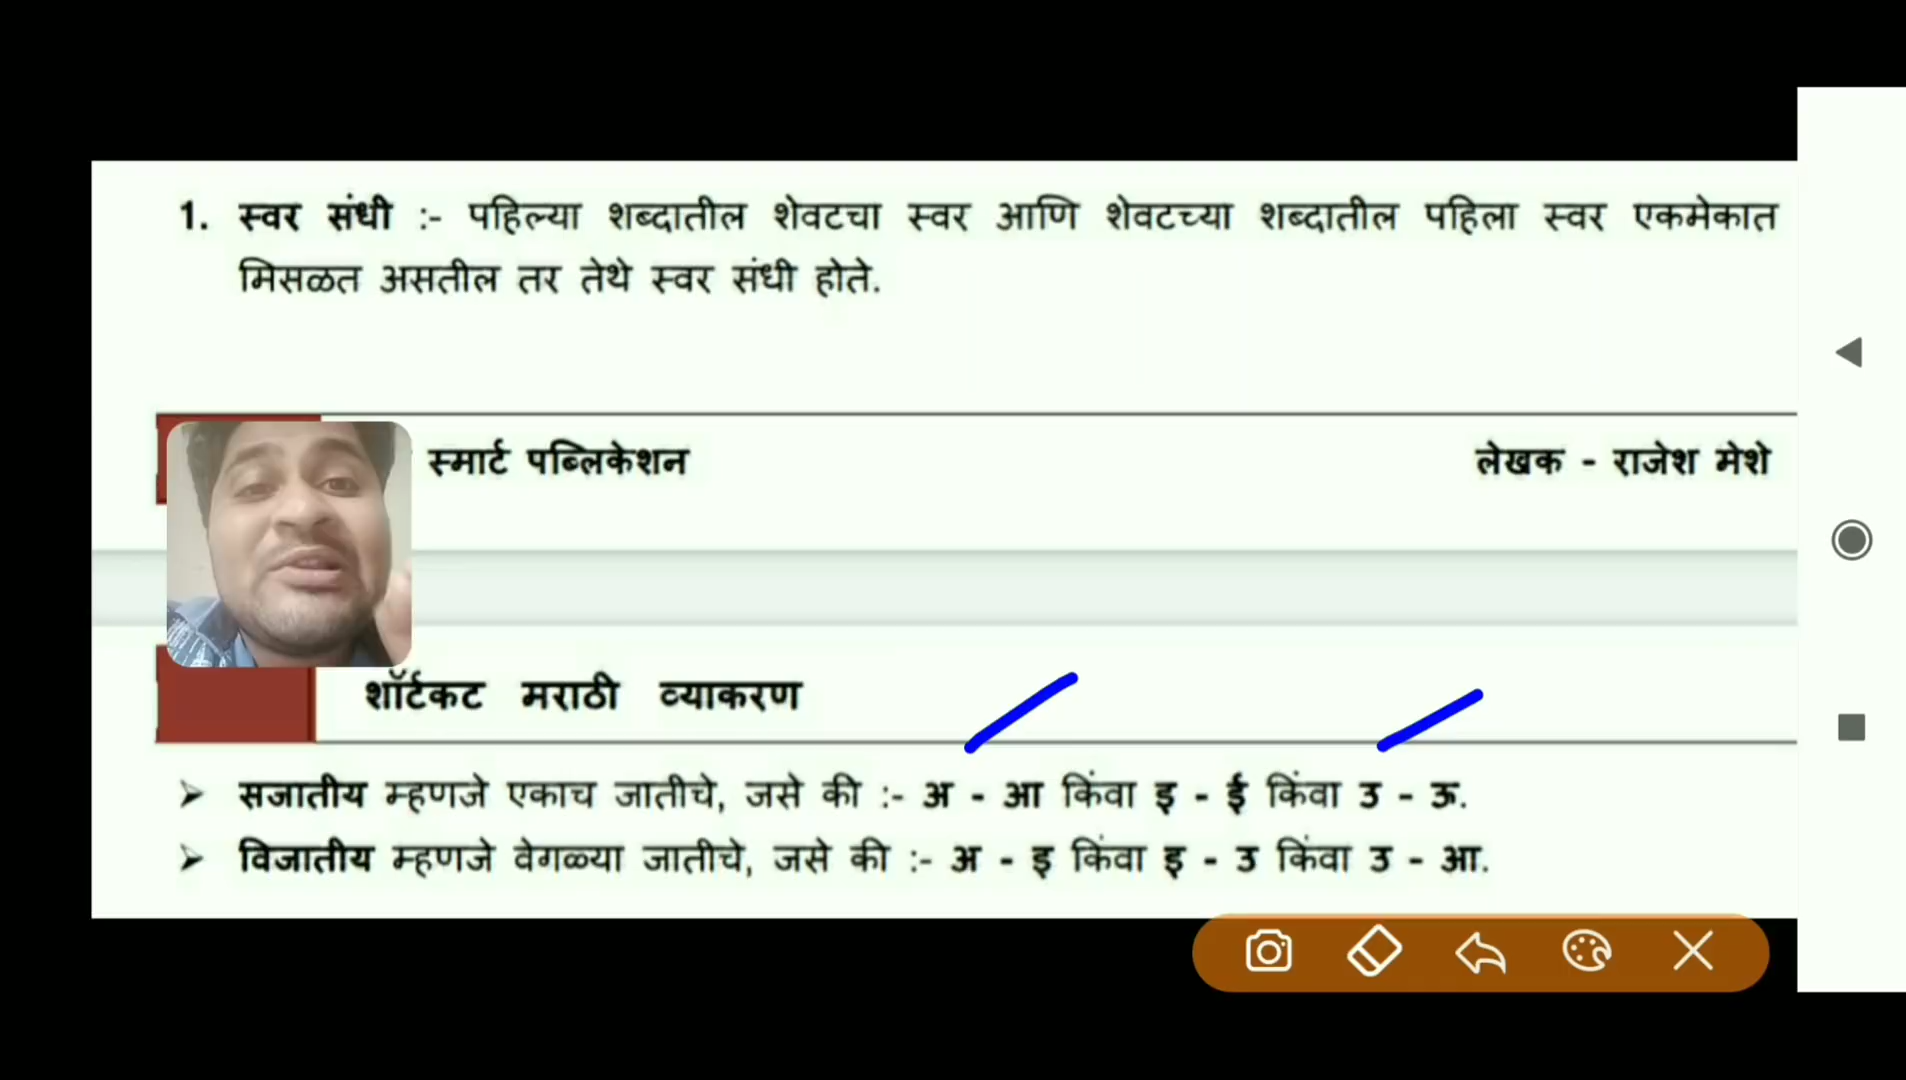 1. स्वर संधी :- पहिल्या शब्दातील शेवटचा स्वर आणि शेवटच्या शब्दातील पहिला स्वर एकमेकात
मिसळत असतील तर तेथे स्वर संधी होते.
स्मार्ट पब्लिकेशन
लेखक - राजेश मेशे
शॉर्टकट मराठी व्याकरण
➢ सजातीय म्हणजे एकाच जातीचे, जसे की :- अ - आ किंवा इ - ई किंवा उ - ऊ.
➢ विजातीय म्हणजे वेगळ्या जातीचे, जसे की :- अ - इ किंवा इ - उ किंवा उ - आ.